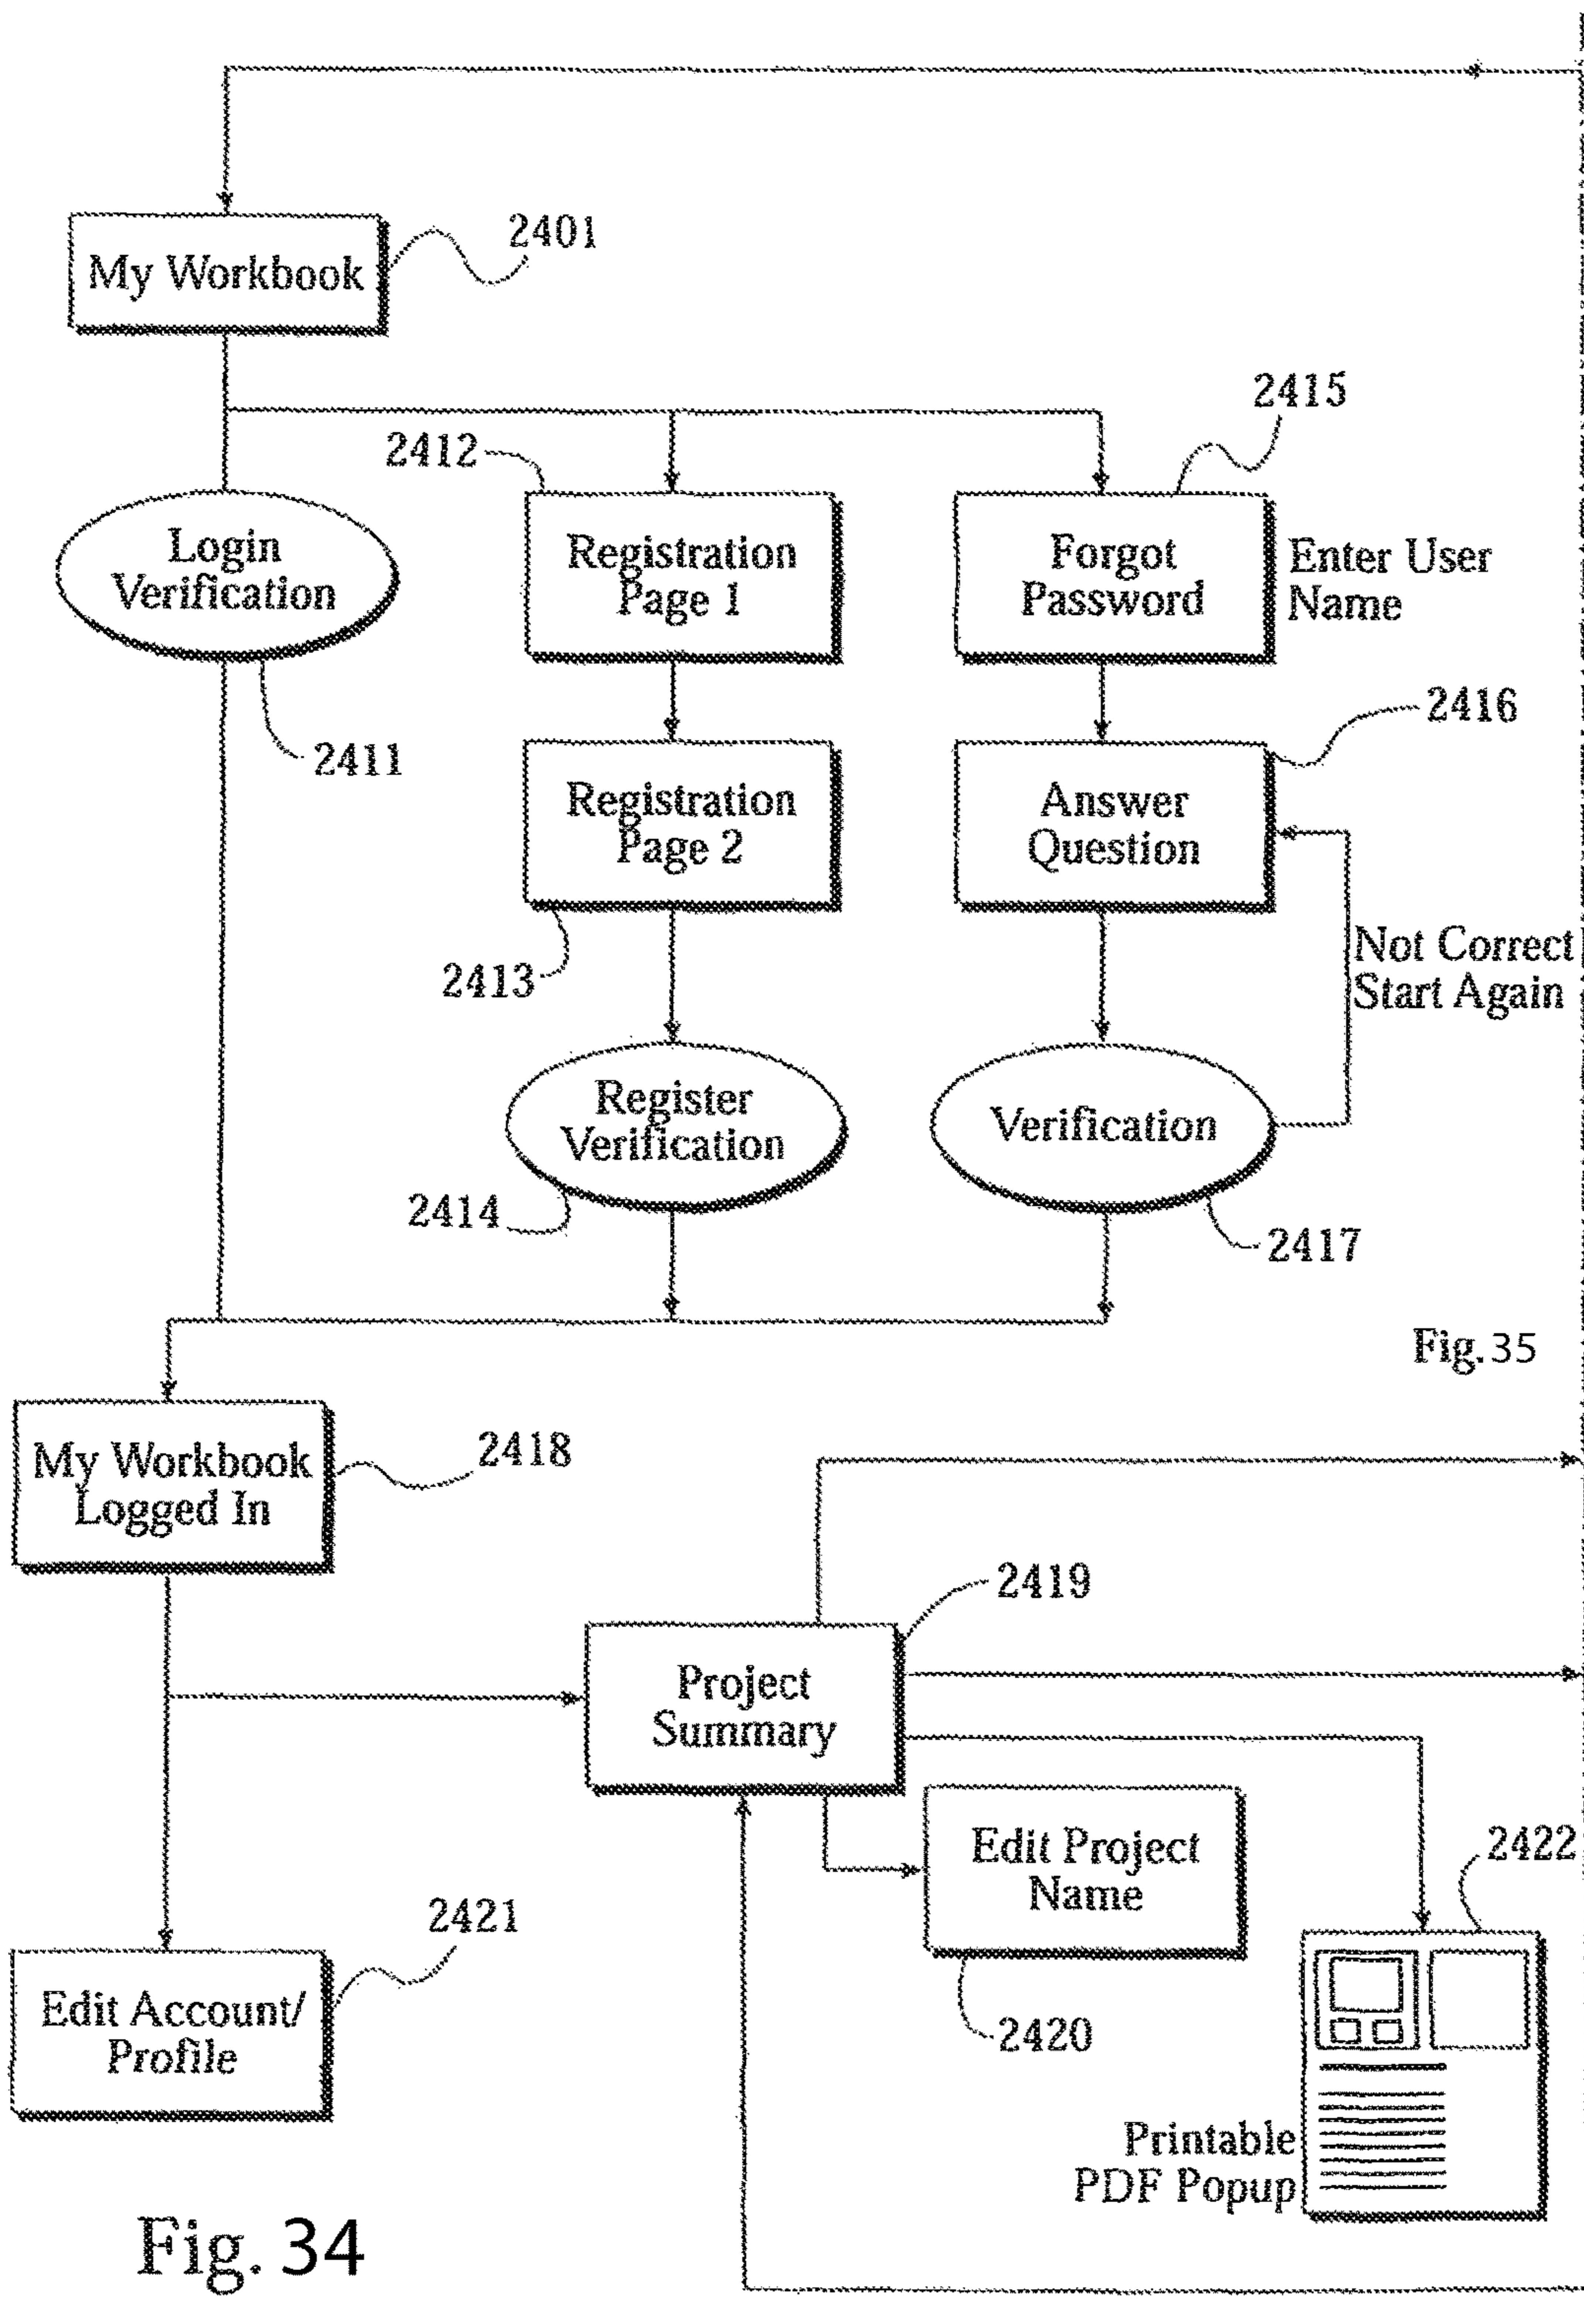 2401
My Workbook
2415
2412
Login
Verification
Registration
Page 1
Forgot
Password
Enter User
Name
2411
2416
Registration
Page 2
Answer
Question
2413
Not Correct
Start Again
Register
Verification
Verification
2414
2417
Fig. 35
My Workbook
Logged In
2418
2419
Project
Summary
Edit Project
Name
2422
2421
2420
Edit Account/
Profile
Printable
PDF Popup
Fig. 34